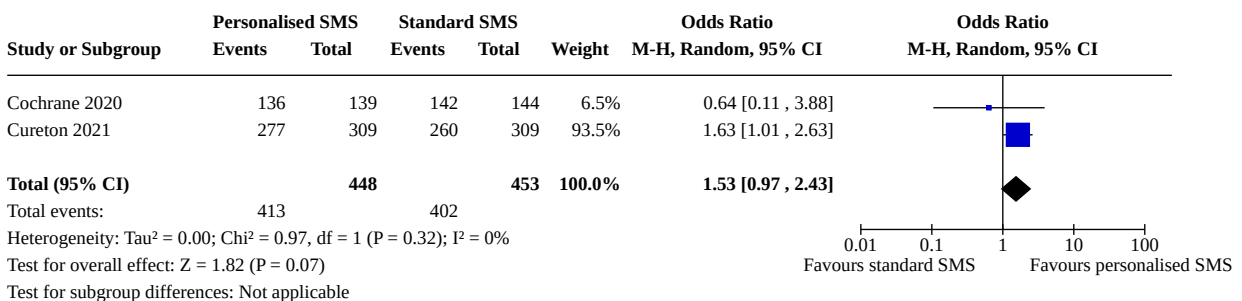 Personalised SMS Standard SMS Odds Ratio Odds Ratio
Study or Subgroup Events Total Events Total Weight M-H, Random, 95% CI M-H, Random, 95% CI
Cochrane 2020 136 139 142 144 6.5% 0.64 [0.11 , 3.88]
Cureton 2021 277 309 260 309 93.5% 1.63 [1.01 , 2.63]
Total (95% CI) 448 453 100.0% 1.53 [0.97 , 2.43]
Total events: 413 402
Heterogeneity: Tau² = 0.00; Chi² = 0.97, df = 1 (P = 0.32); I² = 0%
0.01 0.1 1 10 100
Test for overall effect: Z = 1.82 (P = 0.07) Favours standard SMS Favours personalised SMS
Test for subgroup differences: Not applicable